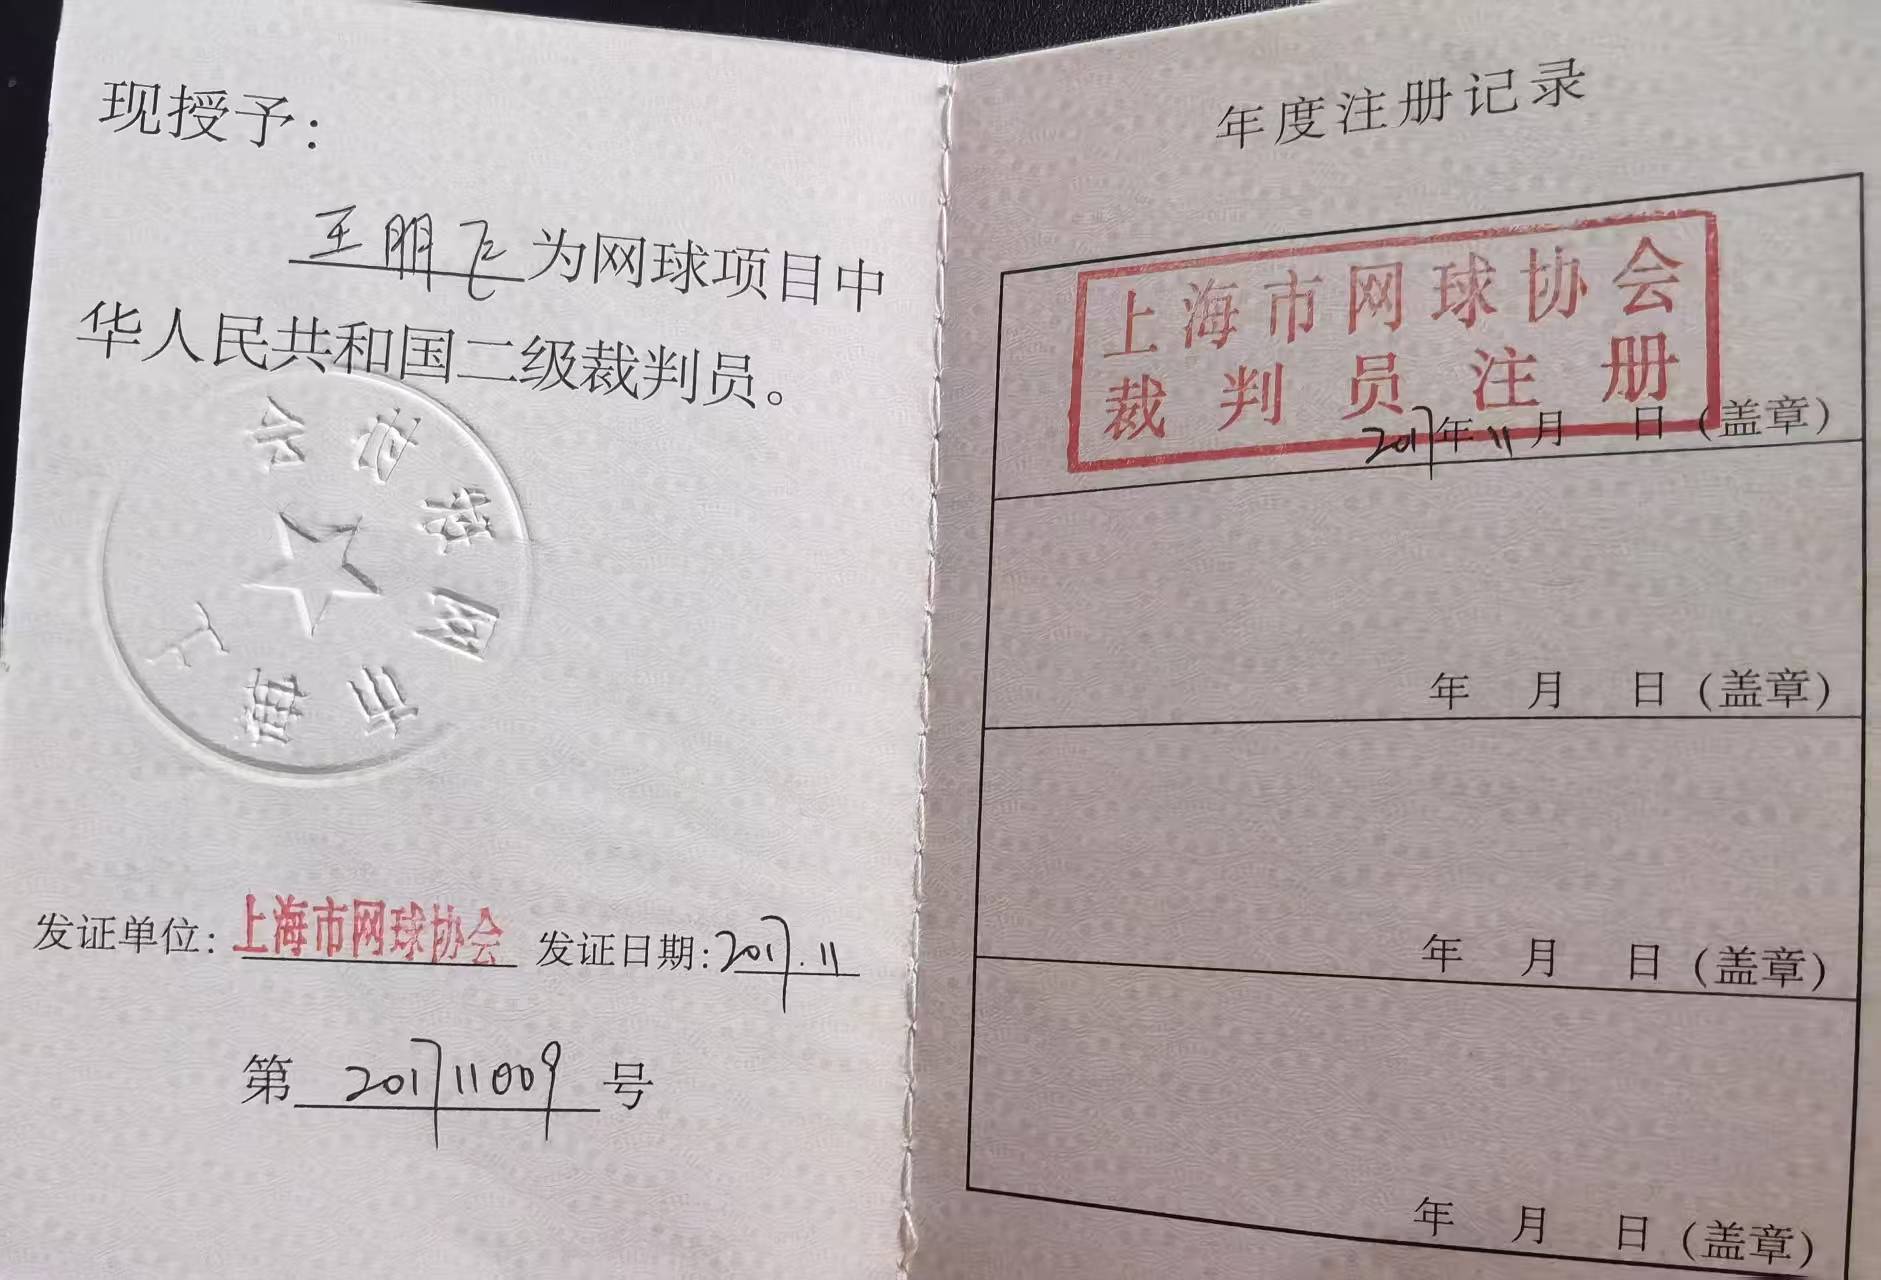 现授予：
王朋飞为网球项目中
华人民共和国二级裁判员。
上海市网球协会
发证单位：上海市网球协会 发证日期：2017.11
第 201711009 号
年度注册记录
上海市网球协会
裁判员注册
2017年11月 日（盖章）
年 月 日（盖章）
年 月 日（盖章）
年 月 日（盖章）